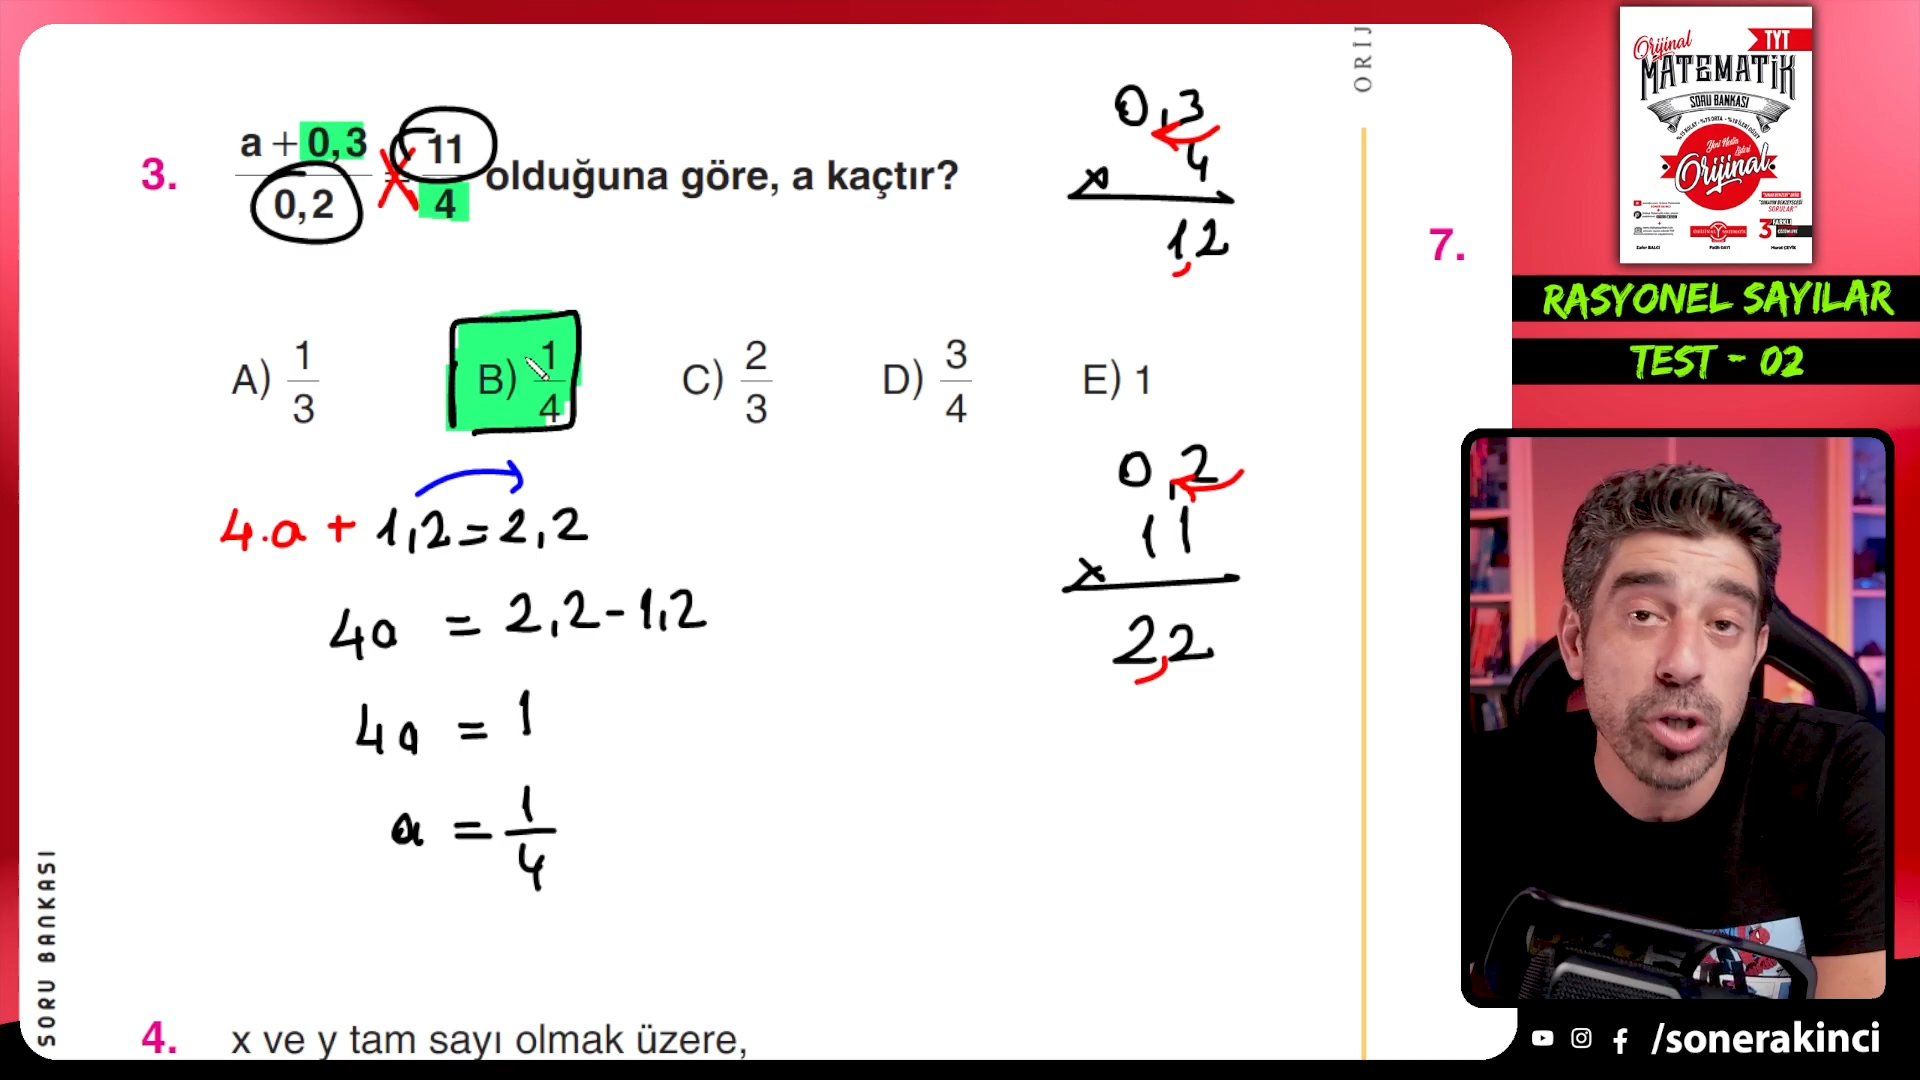 3. a + 0,3 / 0,2 = 11 / 4 olduğuna göre, a kaçtır?
A) 1/3 B) 1/4 C) 2/3 D) 3/4 E) 1
4.a + 1,2 = 2,2
4a = 2,2 - 1,2
4a = 1
a = 1/4
0,3
4
x
1,2
0,2
11
x
2,2
4. x ve y tam sayı olmak üzere,
SORU BANKASI
ORİJ
7.
Orijinal
TYT
MATEMATİK
SORU BANKASI
Orijinal
RASYONEL SAYILAR
TEST - 02
/sonerakinci